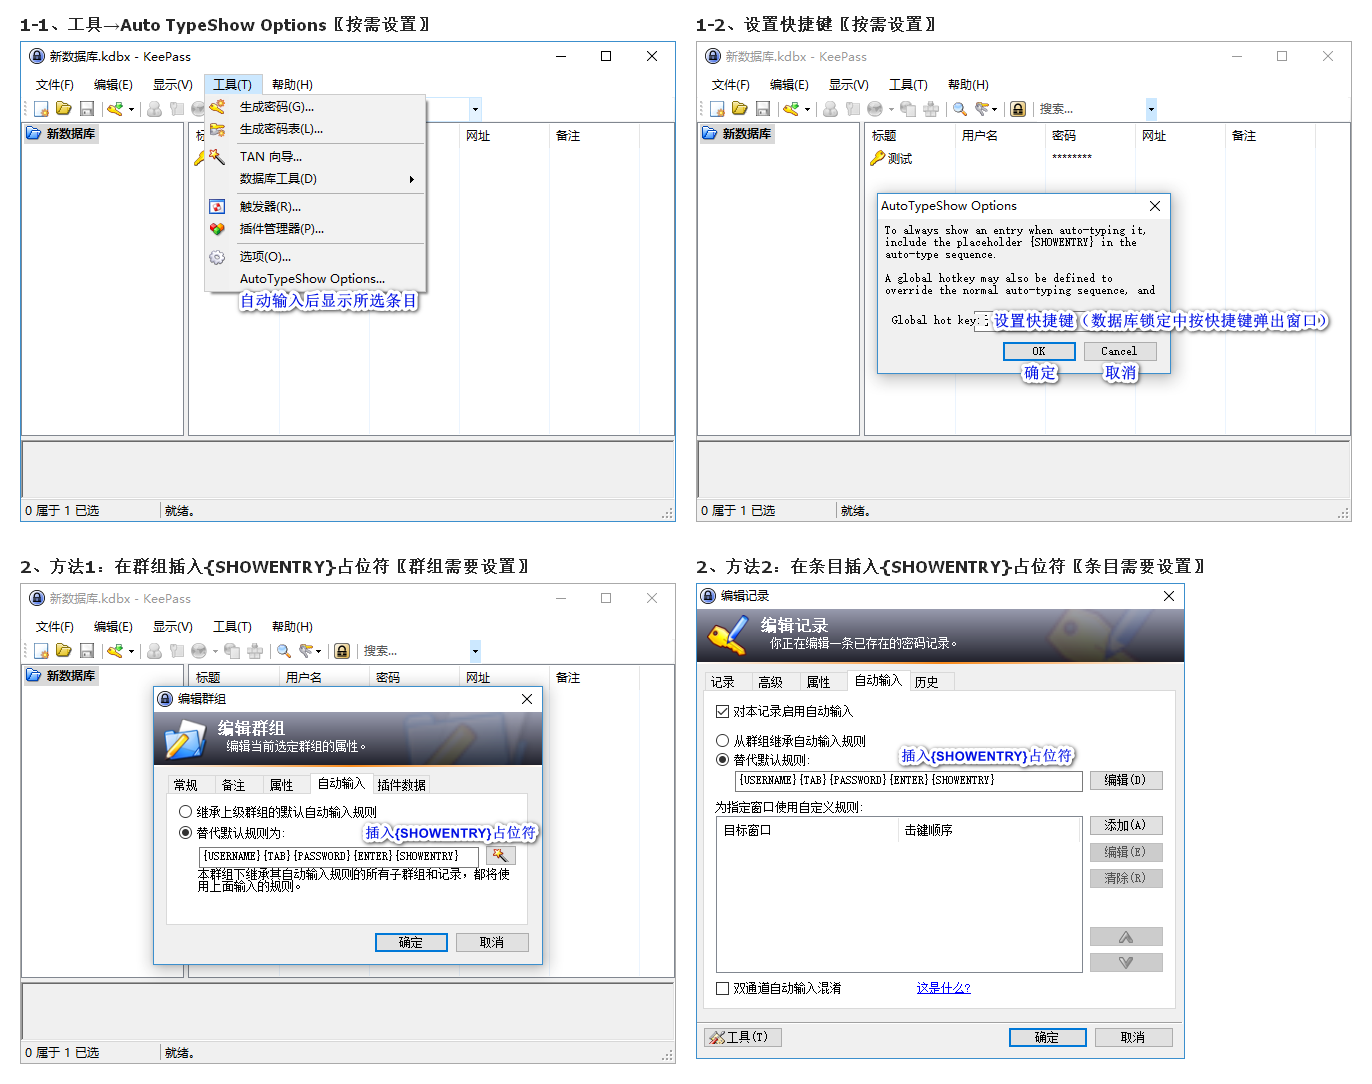 1-1、工具→Auto TypeShow Options〖按需设置〗
新数据库.kdbx - KeePass
文件(F) 编辑(E) 显示(V) 工具(T) 帮助(H)
生成密码(G)...
生成密码表(L)...
TAN 向导...
数据库工具(D)
触发器(R)...
插件管理器(P)...
选项(O)...
AutoTypeShow Options...
自动输入后显示所选条目
新数据库
网址 备注
0 属于 1 已选 就绪。
1-2、设置快捷键〖按需设置〗
新数据库.kdbx - KeePass
文件(F) 编辑(E) 显示(V) 工具(T) 帮助(H)
搜索...
新数据库
标题 用户名 密码 网址 备注
测试 ********
AutoTypeShow Options
To always show an entry when auto-typing it,
include the placeholder {SHOWENTRY} in the
auto-type sequence.
A global hotkey may also be defined to
override the normal auto-typing sequence, and
Global hot key:
设置快捷键（数据库锁定中按快捷键弹出窗口）
OK Cancel
确定 取消
0 属于 1 已选 就绪。
2、方法1：在群组插入{SHOWENTRY}占位符〖群组需要设置〗
新数据库.kdbx - KeePass
文件(F) 编辑(E) 显示(V) 工具(T) 帮助(H)
搜索...
新数据库
标题 用户名 密码 网址 备注
编辑群组
编辑群组
编辑当前选定群组的属性。
常规 备注 属性 自动输入 插件数据
继承上级群组的默认自动输入规则
替代默认规则为:
插入{SHOWENTRY}占位符
{USERNAME}{TAB}{PASSWORD}{ENTER}{SHOWENTRY}
本群组下继承其自动输入规则的所有子群组和记录，都将使
用上面输入的规则。
确定 取消
0 属于 1 已选 就绪。
2、方法2：在条目插入{SHOWENTRY}占位符〖条目需要设置〗
编辑记录
编辑记录
你正在编辑一条已存在的密码记录。
记录 高级 属性 自动输入 历史
对本记录启用自动输入
从群组继承自动输入规则
替代默认规则:
插入{SHOWENTRY}占位符
{USERNAME}{TAB}{PASSWORD}{ENTER}{SHOWENTRY}
编辑(D)
为指定窗口使用自定义规则:
目标窗口 击键顺序
添加(A)
编辑(E)
清除(R)
双通道自动输入混淆 这是什么?
工具(T) 确定 取消